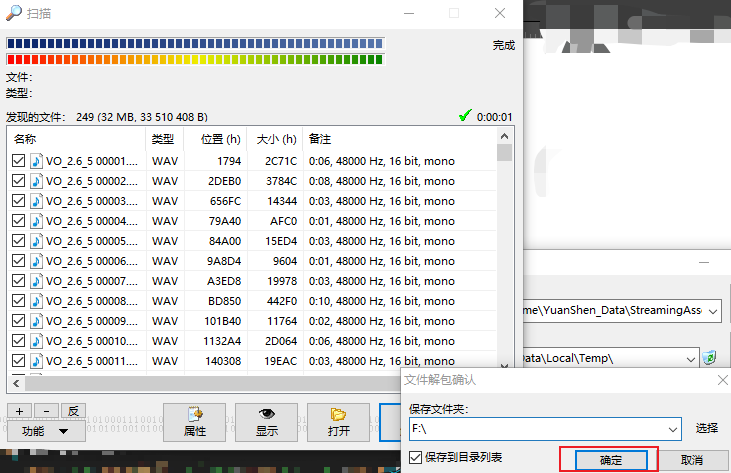 扫描
完成
文件：
类型：
发现的文件： 249 (32 MB, 33 510 408 B)
0:00:01
名称 类型 位置 (h) 大小 (h) 备注
VO_2.6_5 00001.... WAV 1794 2C71C 0:06, 48000 Hz, 16 bit, mono
VO_2.6_5 00002.... WAV 2DEB0 3784C 0:08, 48000 Hz, 16 bit, mono
VO_2.6_5 00003.... WAV 656FC 14344 0:03, 48000 Hz, 16 bit, mono
VO_2.6_5 00004.... WAV 79A40 AFC0 0:01, 48000 Hz, 16 bit, mono
VO_2.6_5 00005.... WAV 84A00 15ED4 0:03, 48000 Hz, 16 bit, mono
VO_2.6_5 00006.... WAV 9A8D4 9604 0:01, 48000 Hz, 16 bit, mono
VO_2.6_5 00007.... WAV A3ED8 19978 0:03, 48000 Hz, 16 bit, mono
VO_2.6_5 00008.... WAV BD850 442F0 0:10, 48000 Hz, 16 bit, mono
VO_2.6_5 00009.... WAV 101B40 11764 0:02, 48000 Hz, 16 bit, mono
VO_2.6_5 00010.... WAV 1132A4 2D064 0:06, 48000 Hz, 16 bit, mono
VO_2.6_5 00011.... WAV 140308 19EAC 0:03, 48000 Hz, 16 bit, mono
me\YuanShen_Data\StreamingAss
Data\Local\Temp\
+ - 反
功能
属性 显示 打开
文件解包确认
保存文件夹：
F:\
选择
保存到目录列表
确定 取消